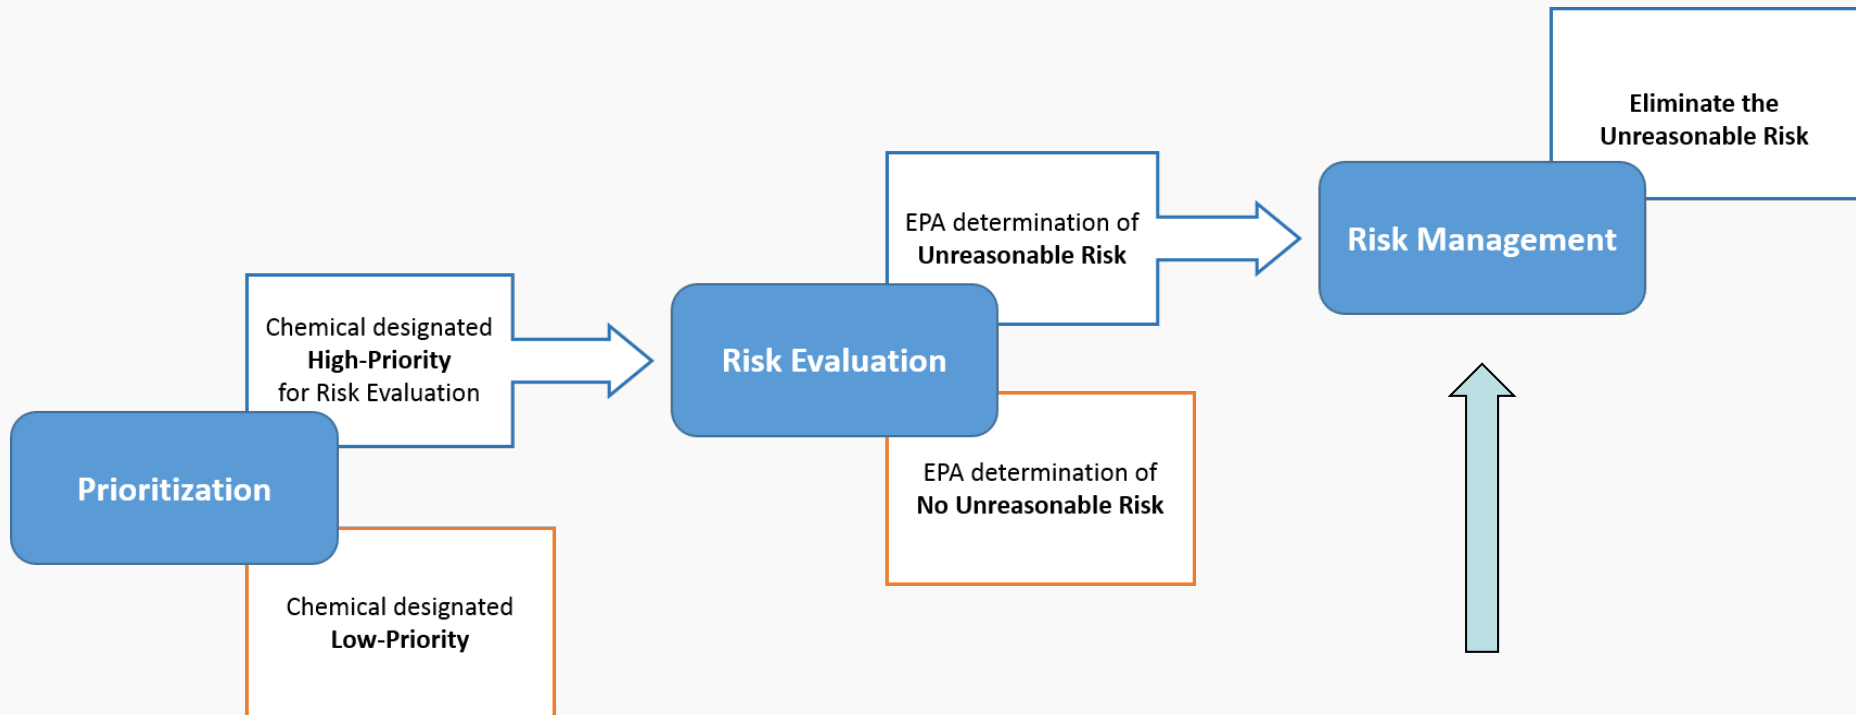 Prioritization
Chemical designated
High-Priority
for Risk Evaluation
Chemical designated
Low-Priority
Risk Evaluation
EPA determination of
Unreasonable Risk
EPA determination of
No Unreasonable Risk
Risk Management
Eliminate the
Unreasonable Risk